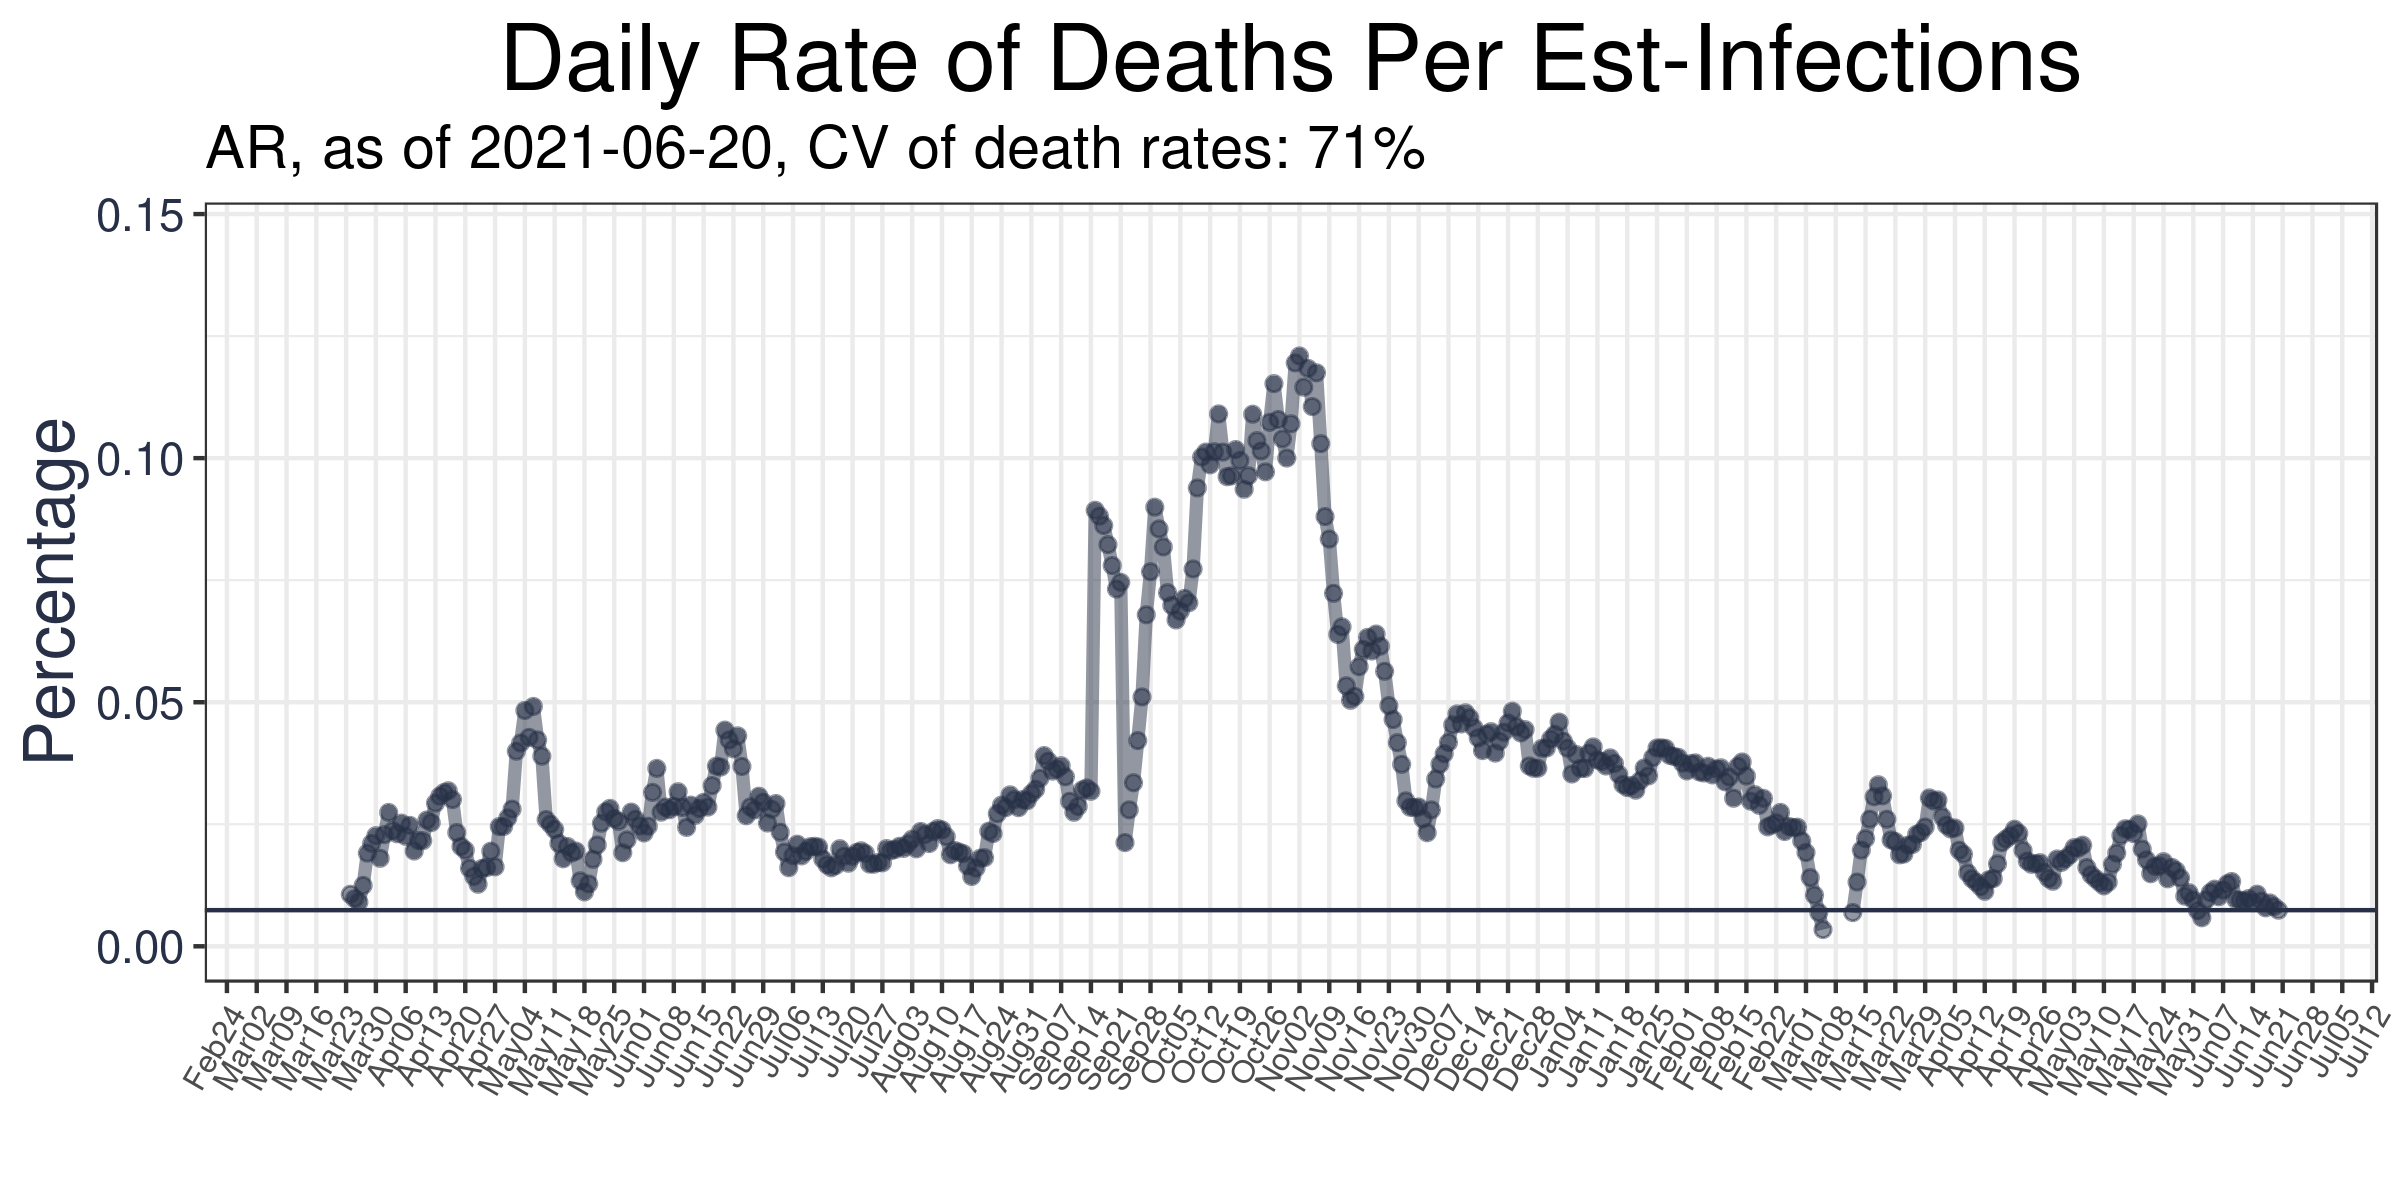 Daily Rate of Deaths Per Est-Infections
AR, as of 2021-06-20, CV of death rates: 71%
Percentage
0.15
0.10
0.05
0.00
Feb24
Mar02
Mar09
Mar16
Mar23
Mar30
Apr06
Apr13
Apr20
Apr27
May04
May11
May18
May25
Jun01
Jun08
Jun15
Jun22
Jun29
Jul06
Jul13
Jul20
Jul27
Aug03
Aug10
Aug17
Aug24
Aug31
Sep07
Sep14
Sep21
Sep28
Oct05
Oct12
Oct19
Oct26
Nov02
Nov09
Nov16
Nov23
Nov30
Dec07
Dec14
Dec21
Dec28
Jan04
Jan11
Jan18
Jan25
Feb01
Feb08
Feb15
Feb22
Mar01
Mar08
Mar15
Mar22
Mar29
Apr05
Apr12
Apr19
Apr26
May03
May10
May17
May24
May31
Jun07
Jun14
Jun21
Jun28
Jul05
Jul12